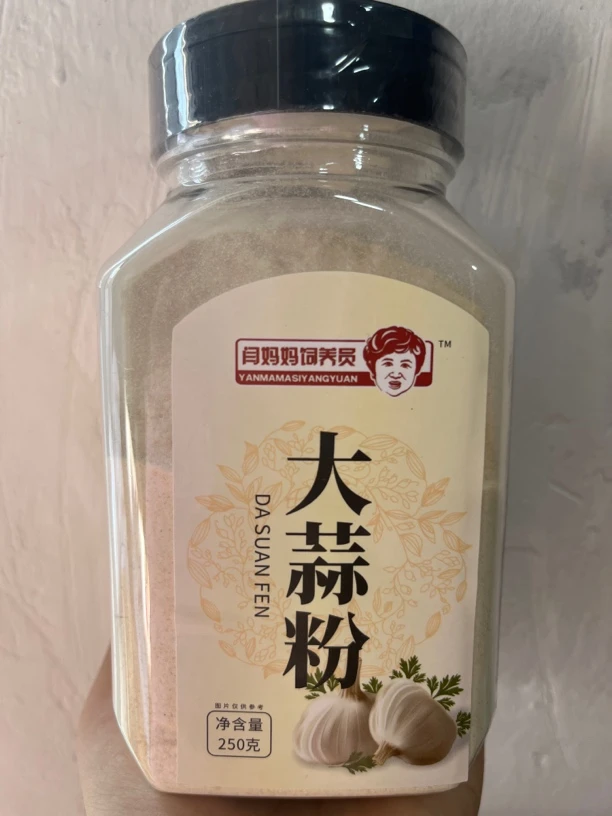 闫妈妈饲养员
YANMAMASIYANGYUAN
TM
大蒜粉
DA SUAN FEN
图片仅供参考
净含量
250克